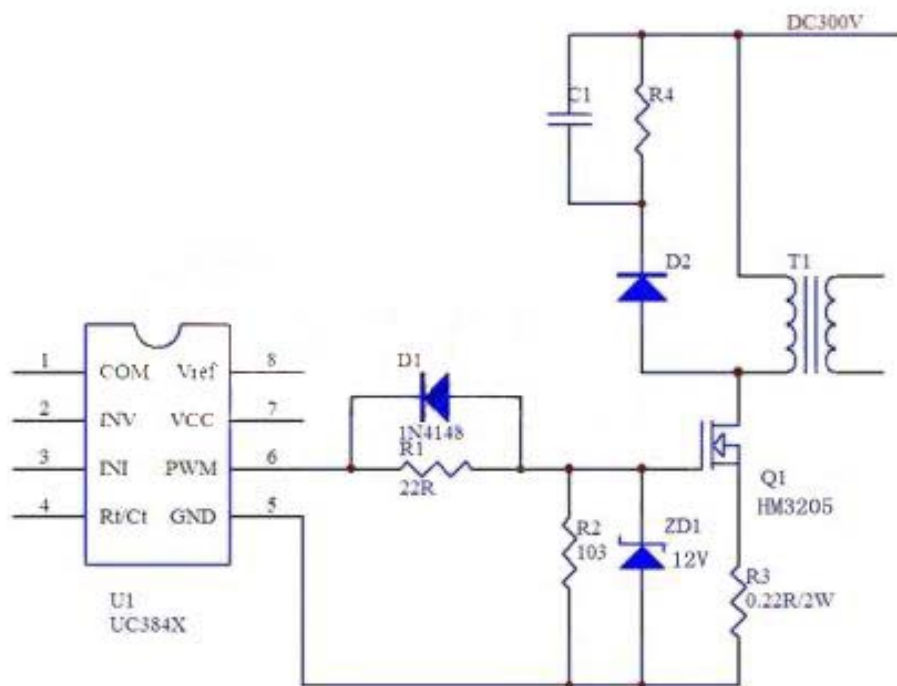 DC300V
C1
R4
D2
T1
D1
1N4148
R1
22R
1 COM Vref 8
2 INV VCC 7
3 INI PWM 6
4 Rt/Ct GND 5
U1
UC384X
R2
103
ZD1
12V
Q1
HM3205
R3
0.22R/2W